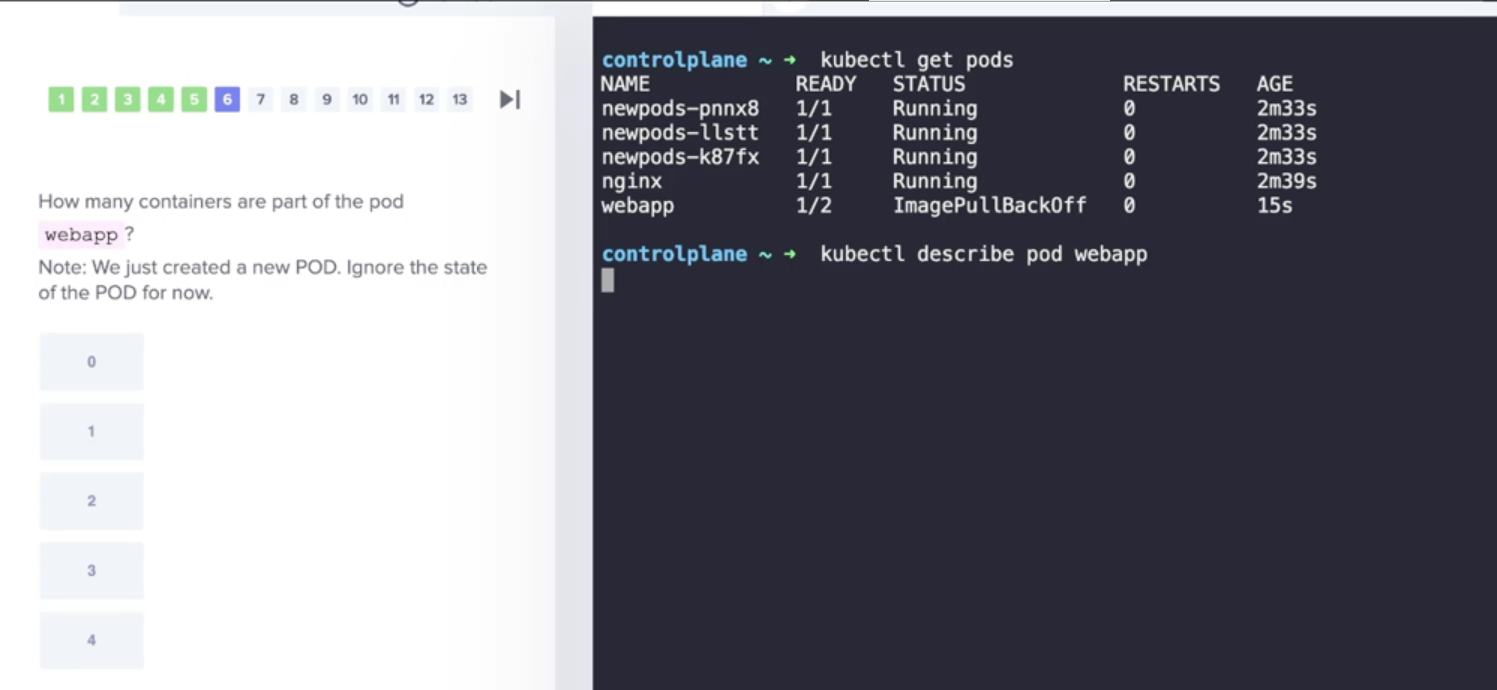 1 2 3 4 5 6 7 8 9 10 11 12 13
How many containers are part of the pod
webapp ?
Note: We just created a new POD. Ignore the state
of the POD for now.
0
1
2
3
4
controlplane ~ ➜ kubectl get pods
NAME READY STATUS RESTARTS AGE
newpods-pnnx8 1/1 Running 0 2m33s
newpods-llstt 1/1 Running 0 2m33s
newpods-k87fx 1/1 Running 0 2m33s
nginx 1/1 Running 0 2m39s
webapp 1/2 ImagePullBackOff 0 15s
controlplane ~ ➜ kubectl describe pod webapp